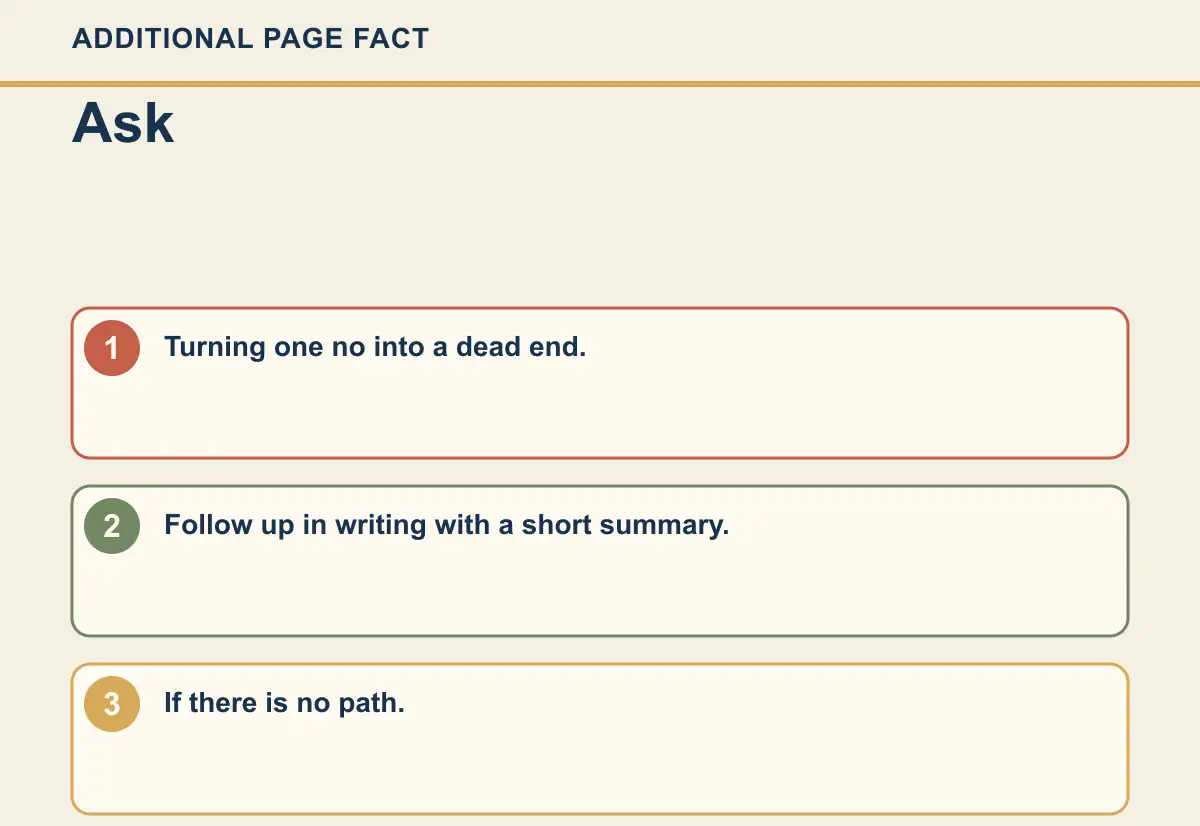 ADDITIONAL PAGE FACT
Ask
1 Turning one no into a dead end.
2 Follow up in writing with a short summary.
3 If there is no path.